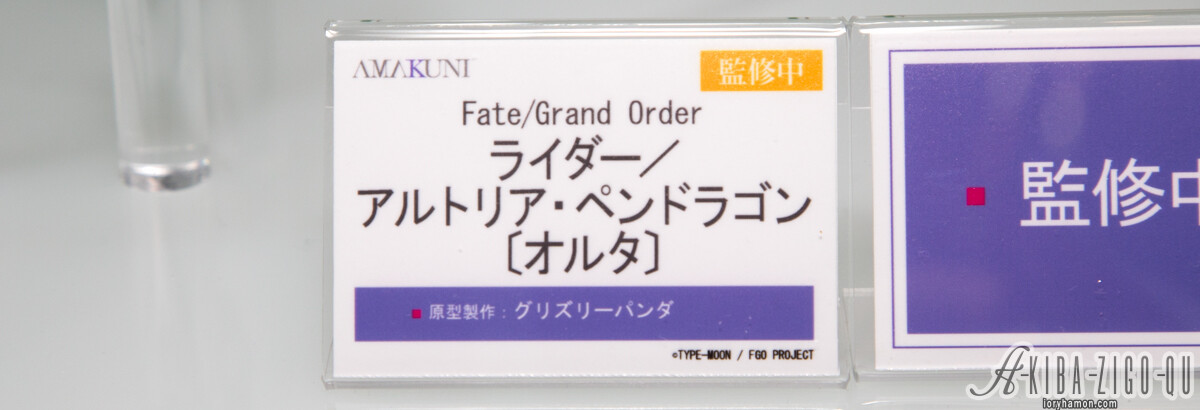 AMAKUNI
監修中
Fate/Grand Order
ライダー／
アルトリア・ペンドラゴン
〔オルタ〕
■ 原型製作：グリズリーパンダ
©TYPE-MOON / FGO PROJECT
■ 監修中
A-KIBA-ZIGO-QU
loryhamon.com